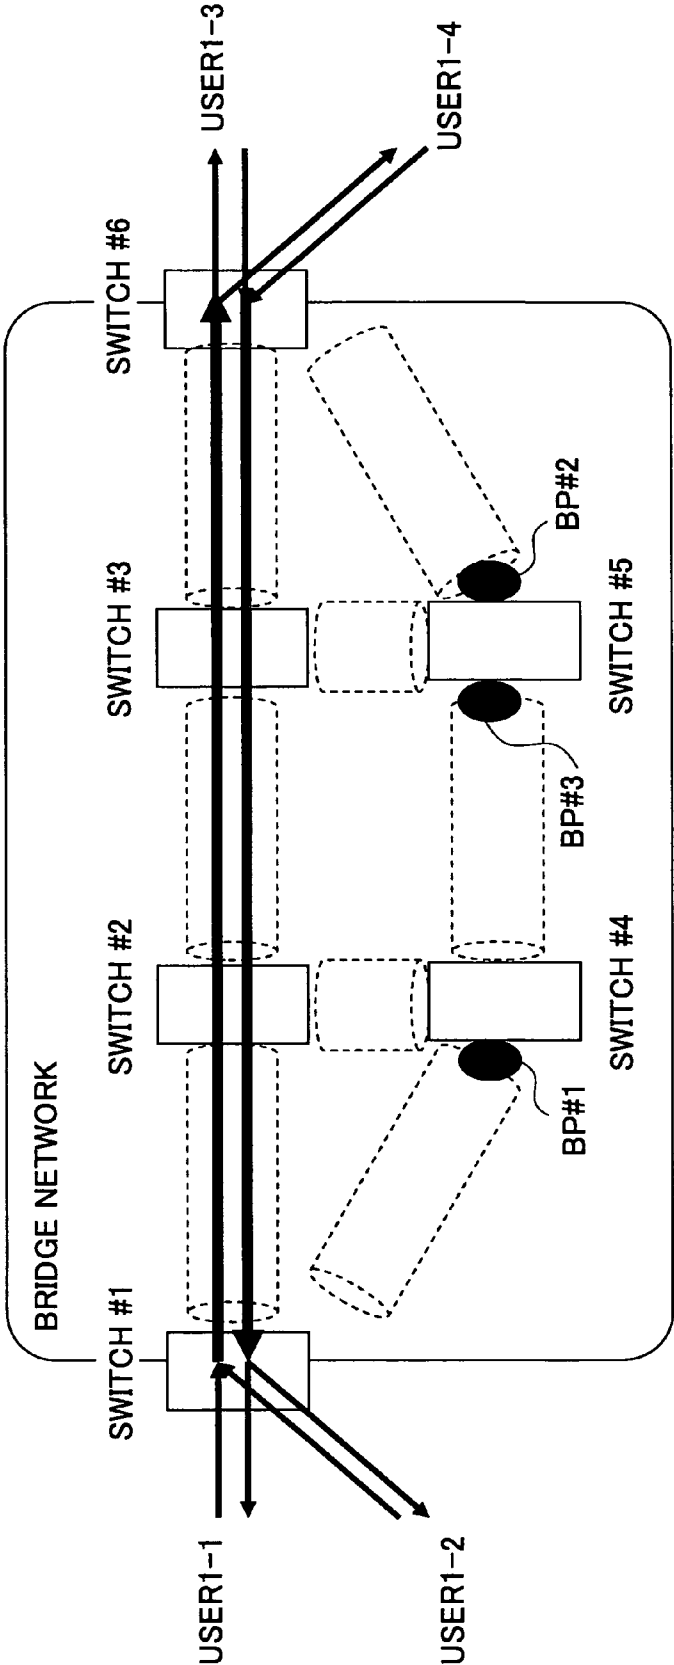 BRIDGE NETWORK
SWITCH #1
SWITCH #2
SWITCH #3
SWITCH #6
USER1-1
USER1-3
USER1-2
USER1-4
BP#1
BP#3
BP#2
SWITCH #4
SWITCH #5